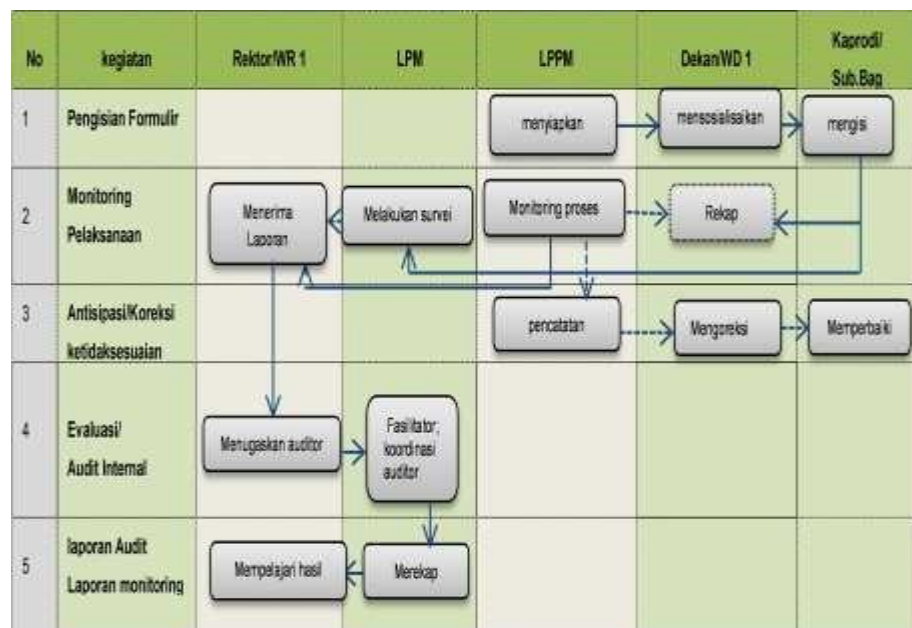 No
kegiatan
Rektor/WR 1
LPM
LPPM
Dekan/WD 1
Kaprodi/
Sub.Bag
1
Pengisian Formulir
menyiapkan
mensosialisaikan
mengisi
2
Monitoring
Pelaksanaan
Menerima
Laporan
Melakukan survei
Monitoring proses
Rekap
3
Antisipasi/Koreksi
ketidaksesuaian
pencatatan
Mengoreksi
Memperbaiki
4
Evaluasi/
Audit Internal
Menugaskan auditor
Fasilitator;
koordinasi
auditor
5
laporan Audit
Laporan monitoring
Mempelajari hasil
Merekap